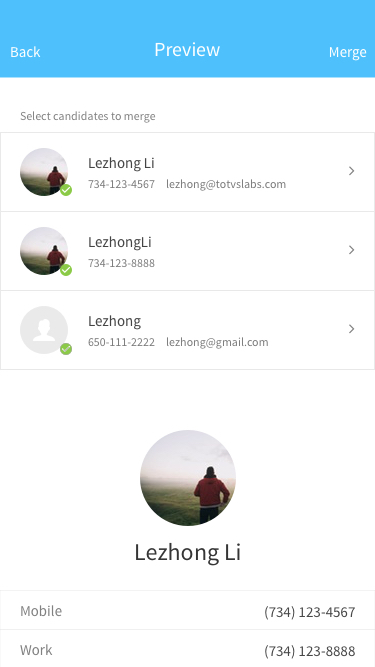 Back Preview Merge
Select candidates to merge
Lezhong Li
734-123-4567 lezhong@totvslabs.com
LezhongLi
734-123-8888
Lezhong
650-111-2222 lezhong@gmail.com
Lezhong Li
Mobile (734) 123-4567
Work (734) 123-8888